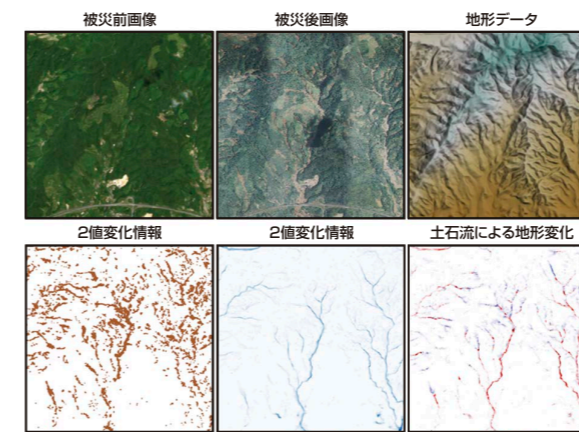 被災前画像
被災後画像
地形データ
2値変化情報
2値変化情報
土石流による地形変化